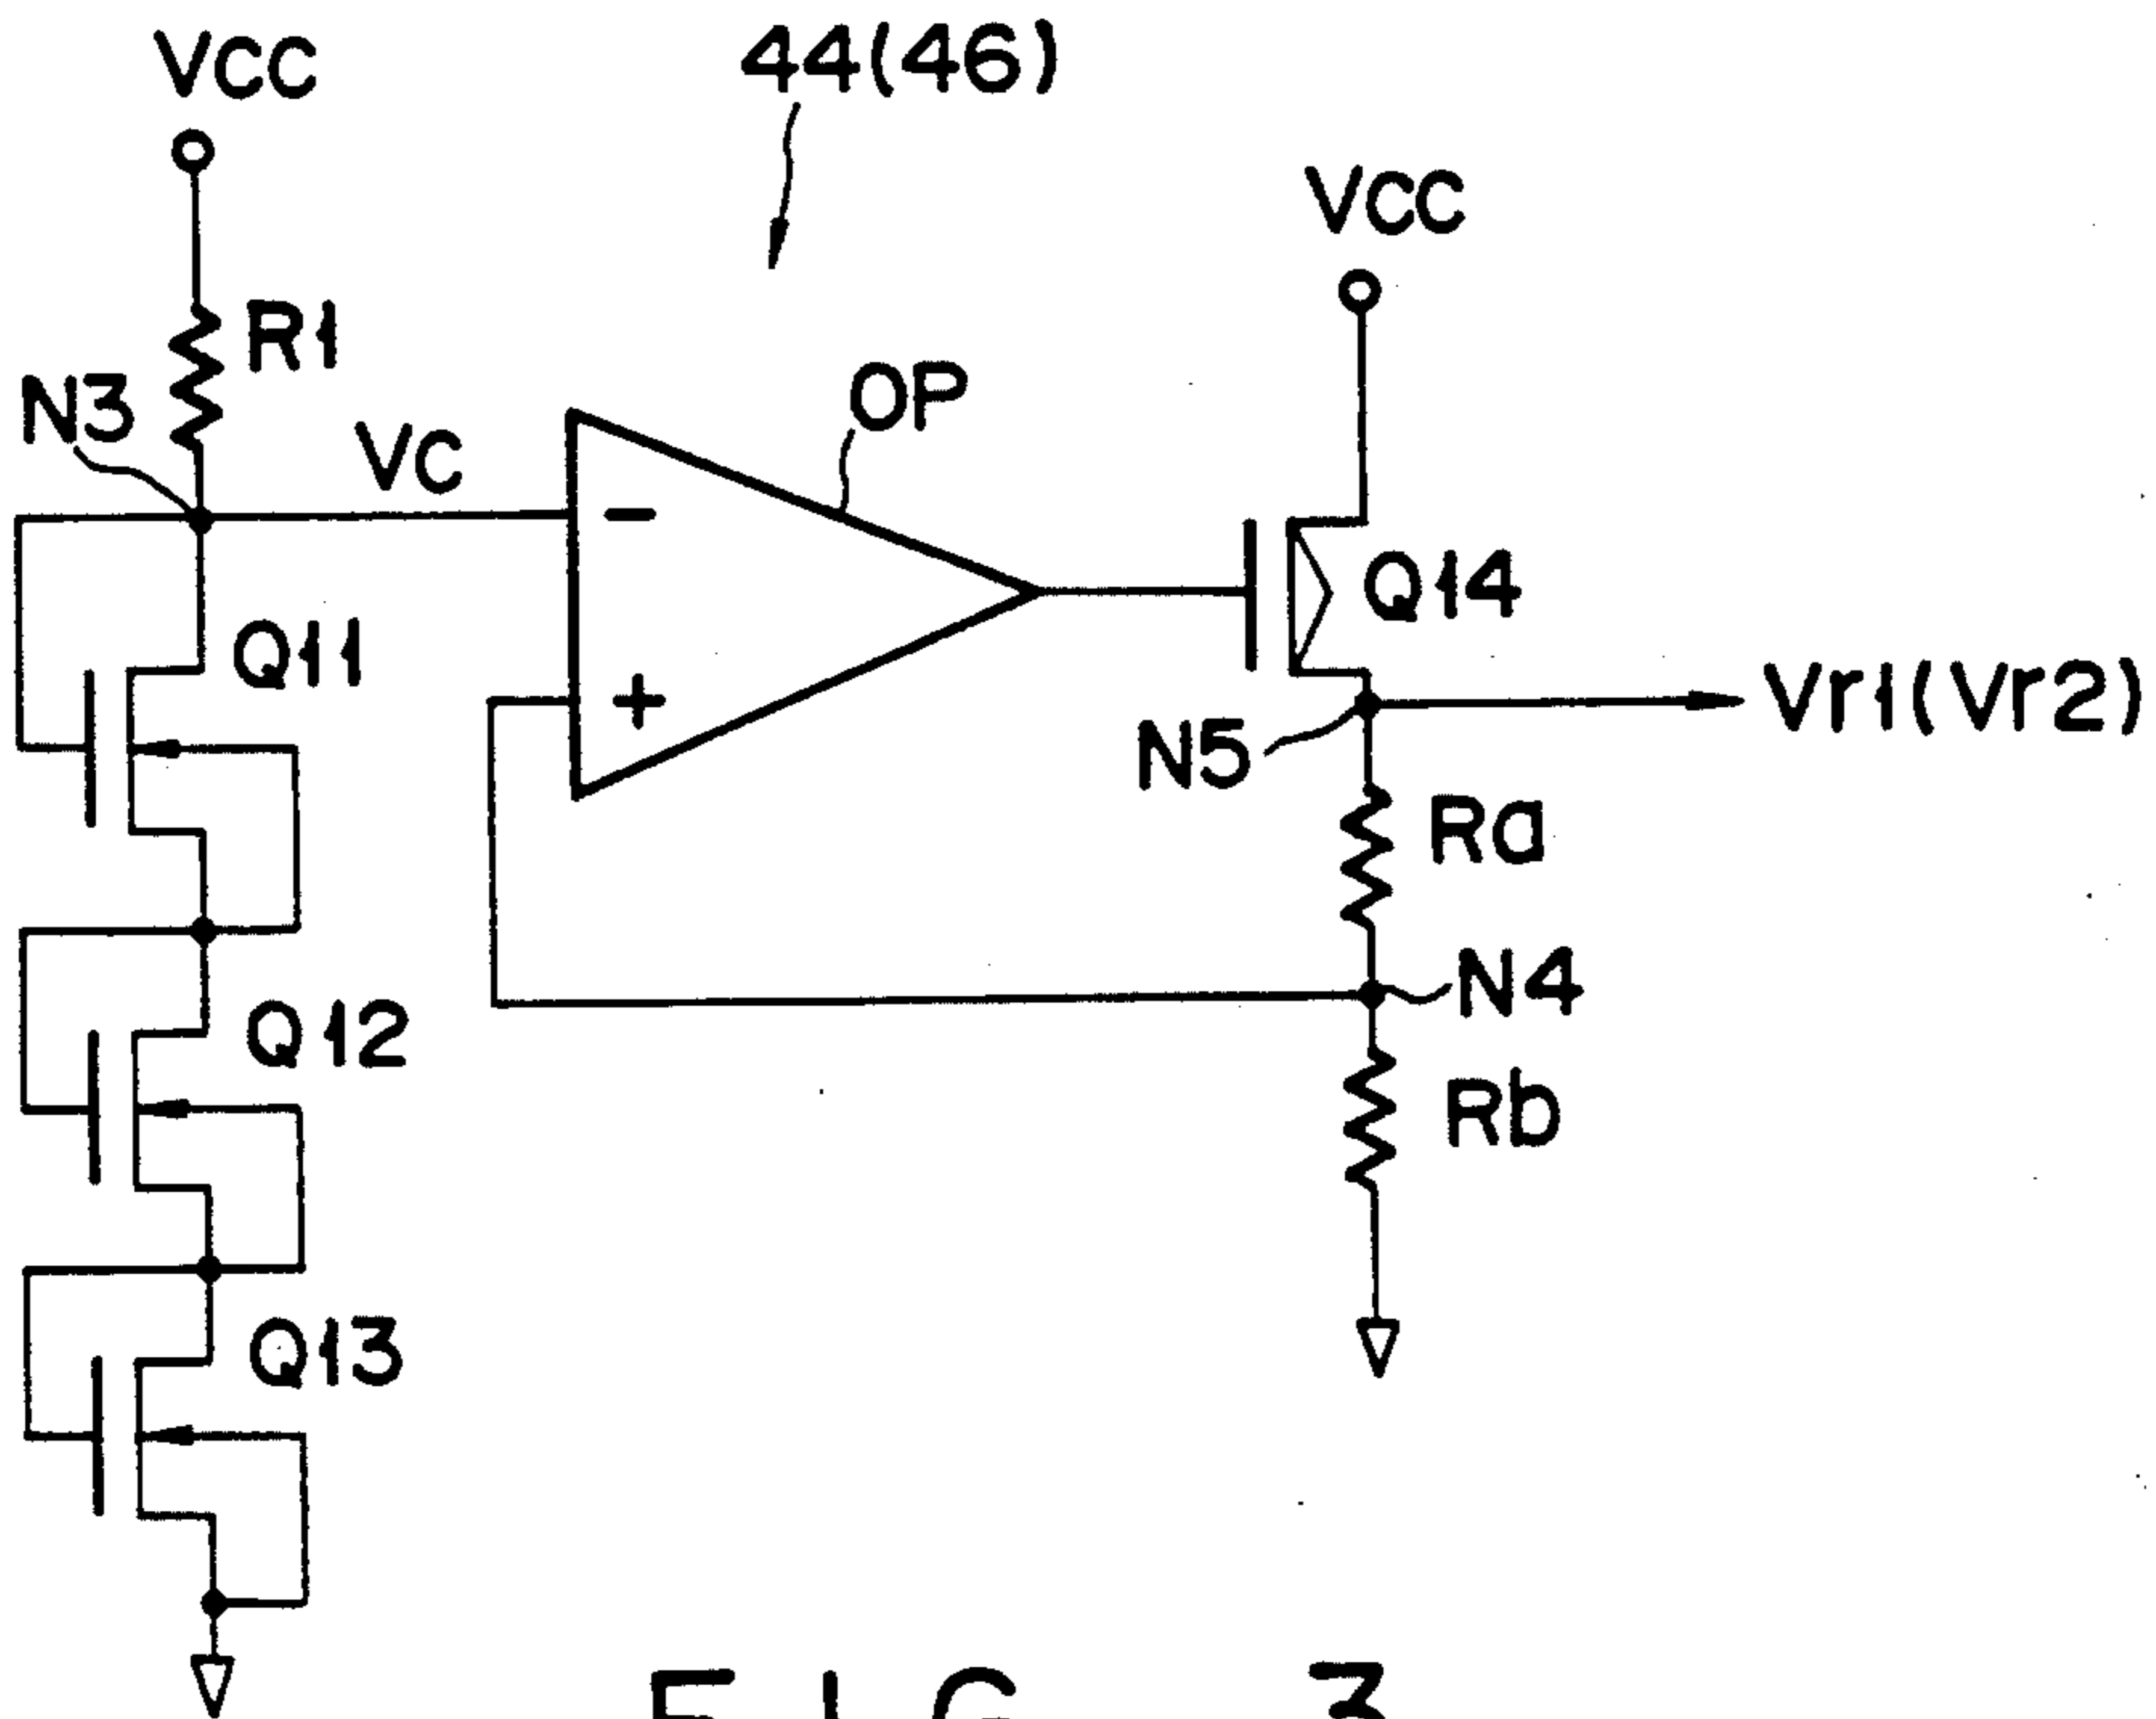 VCC
44(46)
VCC
R1
N3
VC
OP
-
Q14
Q11
+
Vr1(Vr2)
N5
Ra
N4
Q12
Rb
Q13
FIG. 3